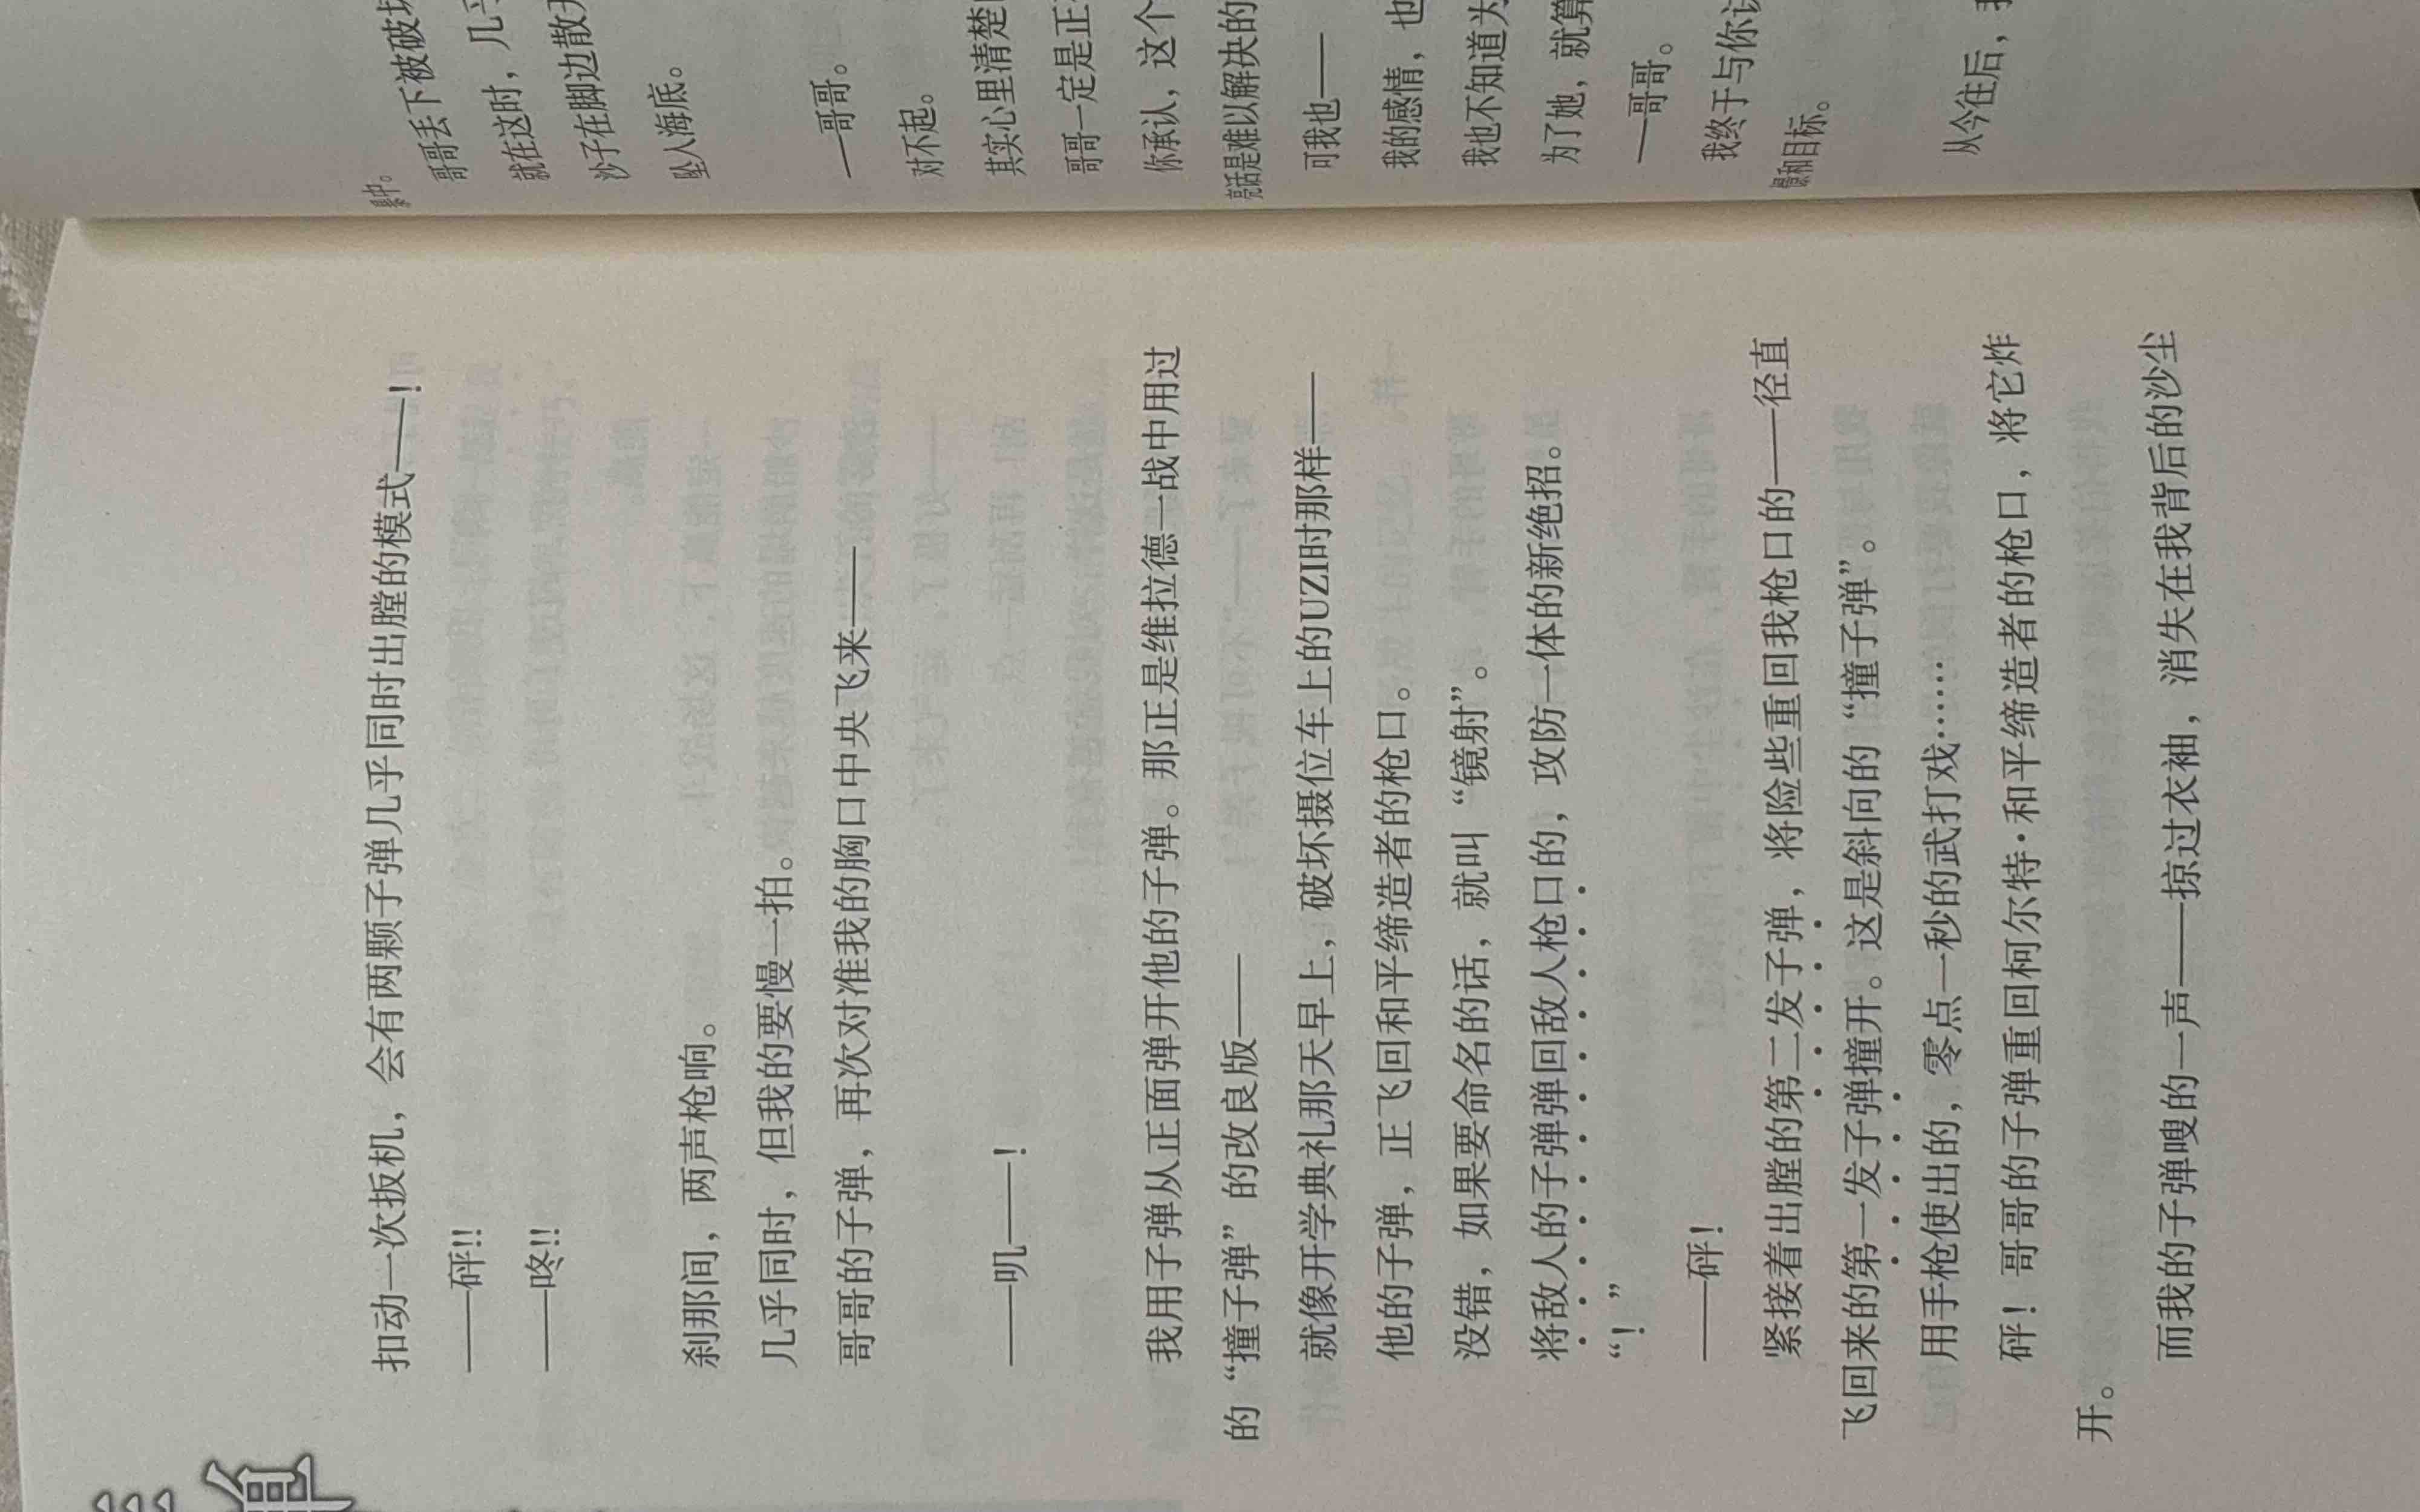 弹
扣动一次扳机，会有两颗子弹几乎同时出膛的模式——！
——砰!!
——咚!!
刹那间，两声枪响。
几乎同时，但我的要慢一拍。
哥哥的子弹，再次对准我的胸口中央飞来——
——叽——！
我用子弹从正面弹开他的子弹。那正是维拉德一战中用过
的“撞子弹”的改良版——
就像开学典礼那天早上，破坏摄位车上的UZI时那样——
他的子弹，正飞回和平缔造者的枪口。
没错，如果要命名的话，就叫“镜射”。
将敌人的子弹弹回敌人枪口的，攻防一体的新绝招。
“！”
——砰！
紧接着出膛的第二发子弹，将险些重回我枪口的——径直
飞回来的第一发子弹撞开。这是斜向的“撞子弹”。
用手枪使出的，零点一秒的武打戏……
砰！哥哥的子弹重回柯尔特·和平缔造者的枪口，将它炸
开。
而我的子弹嗖的一声——掠过衣袖，消失在我背后的沙尘
暴中。
哥哥丢下被破坏
就在这时，几乎
沙子在脚边散开
坠入海底。
—哥哥。
对不起。
其实心里清楚
哥哥一定是正
你承认，这个
话是难以解决的
可我也——
我的感情，也
我也不知道为
为了她，就算
—哥哥。
我终于与你
和目标。
从今往后，我